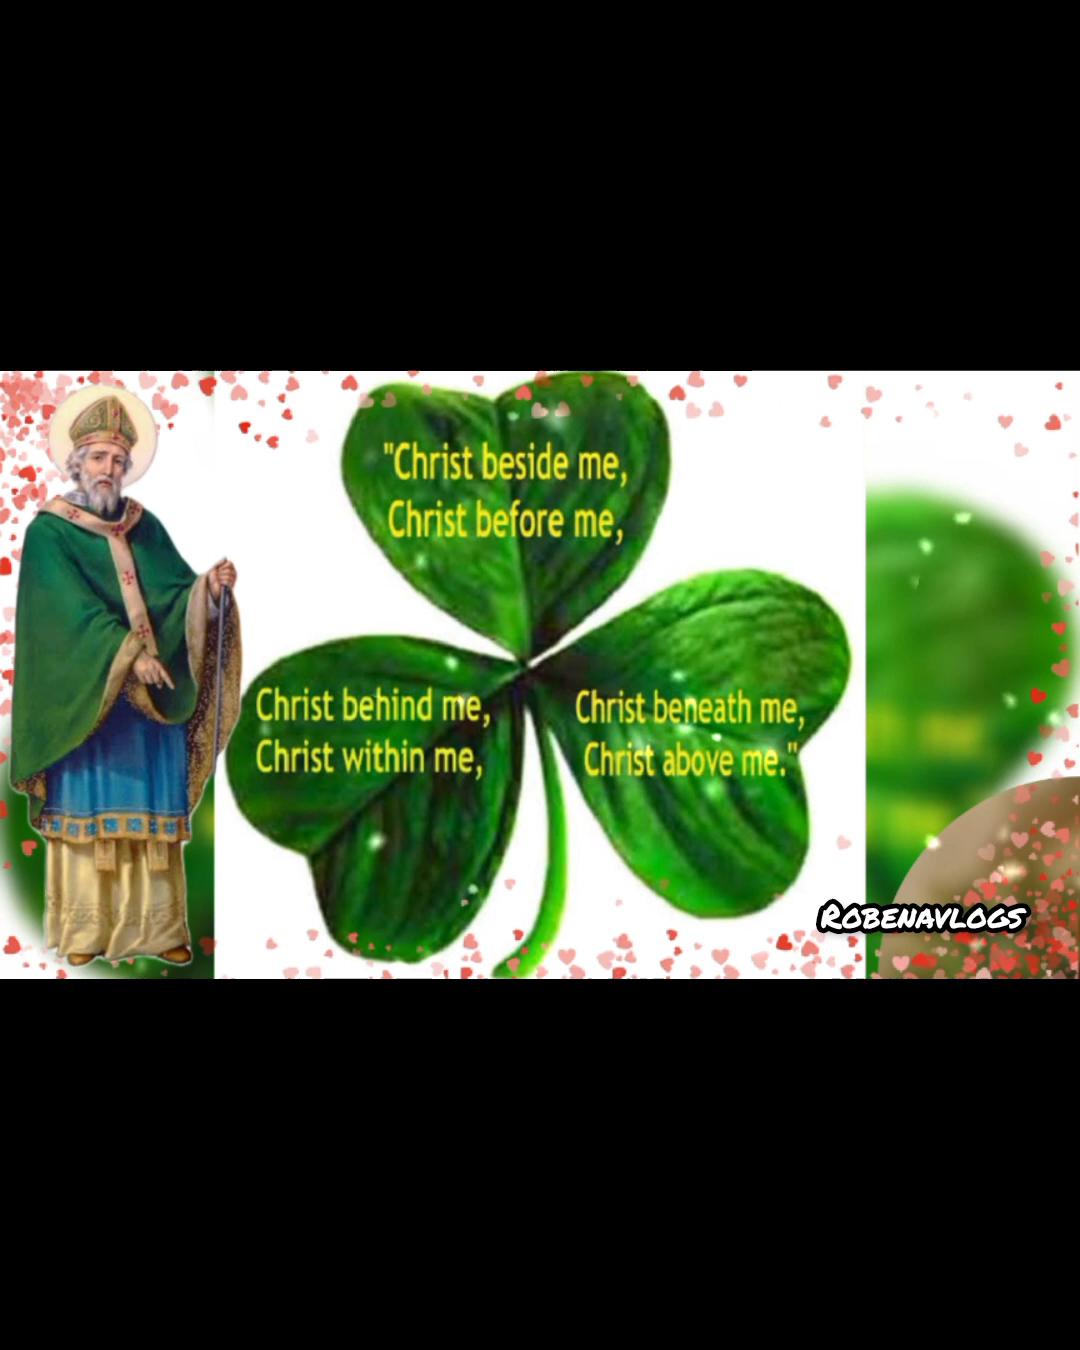 "Christ beside me,
Christ before me,
Christ behind me,
Christ within me,
Christ beneath me,
Christ above me."
ROBENAVLOGS